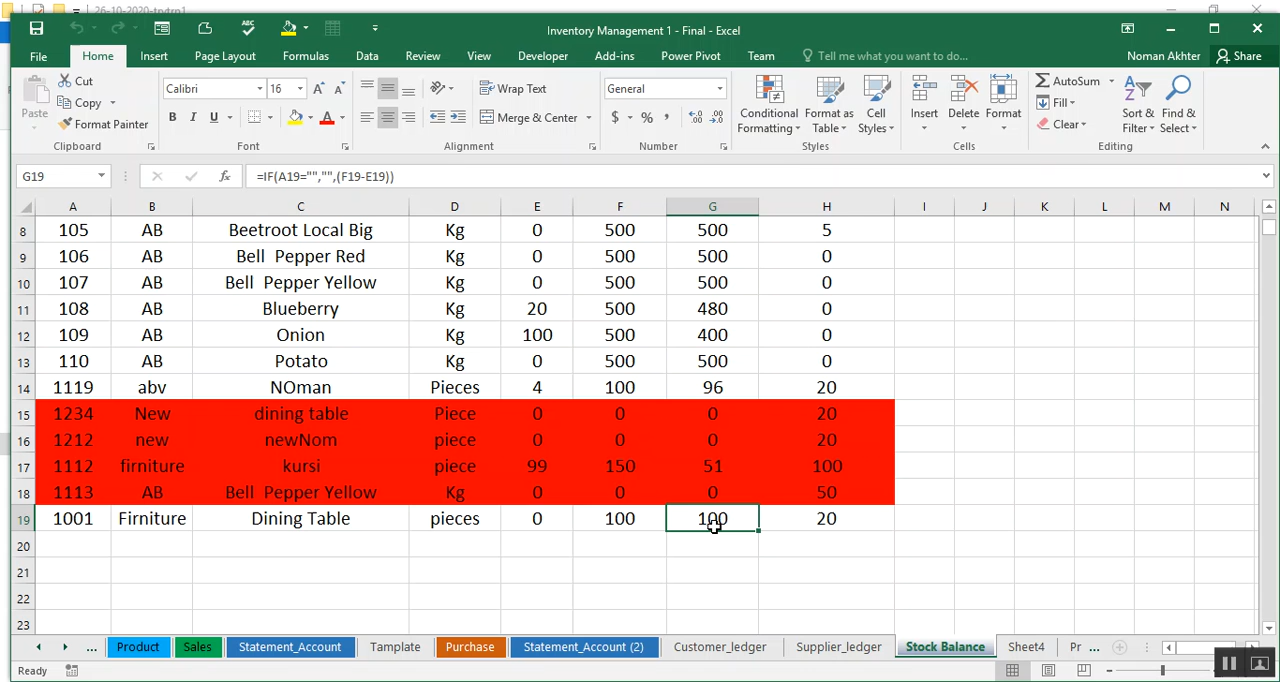 26-10-2020-tptrn1
Inventory Management 1 - Final - Excel
File Home Insert Page Layout Formulas Data Review View Developer Add-ins Power Pivot Team Tell me what you want to do... Noman Akhter Share
Paste
Cut
Copy
Format Painter
Clipboard
Calibri 16
B I U A
Font
Wrap Text
Merge & Center
Alignment
General
$ % ,
Number
Conditional Formatting
Format as Table
Cell Styles
Styles
Insert Delete Format
Cells
AutoSum
Fill
Clear
Sort & Filter
Find & Select
Editing
G19 fx =IF(A19="","",(F19-E19))
A B C D E F G H I J K L M N
8 105 AB Beetroot Local Big Kg 0 500 500 5
9 106 AB Bell Pepper Red Kg 0 500 500 0
10 107 AB Bell Pepper Yellow Kg 0 500 500 0
11 108 AB Blueberry Kg 20 500 480 0
12 109 AB Onion Kg 100 500 400 0
13 110 AB Potato Kg 0 500 500 0
14 1119 abv NOman Pieces 4 100 96 20
15 1234 New dining table Piece 0 0 0 20
16 1212 new newNom piece 0 0 0 20
17 1112 firniture kursi piece 99 150 51 100
18 1113 AB Bell Pepper Yellow Kg 0 0 0 50
19 1001 Firniture Dining Table pieces 0 100 100 20
20
21
22
23
... Product Sales Statement_Account Tamplate Purchase Statement_Account (2) Customer_ledger Supplier_ledger Stock Balance Sheet4 Pr ...
Ready